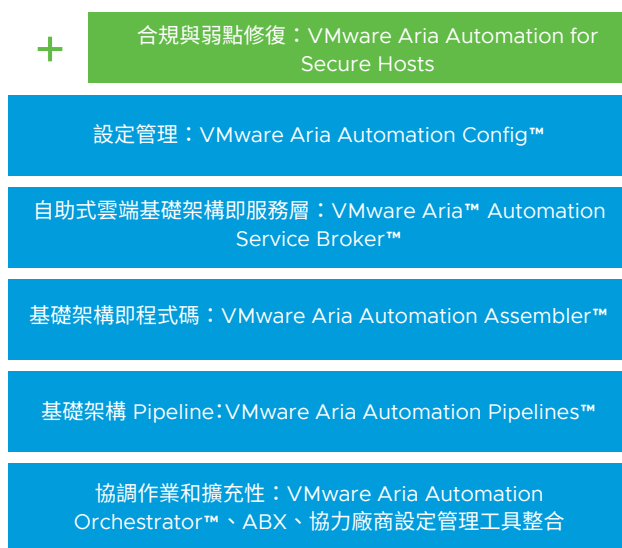 +
合規與弱點修復：VMware Aria Automation for
Secure Hosts
設定管理：VMware Aria Automation Config™
自助式雲端基礎架構即服務層：VMware Aria™ Automation
Service Broker™
基礎架構即程式碼：VMware Aria Automation Assembler™
基礎架構 Pipeline：VMware Aria Automation Pipelines™
協調作業和擴充性：VMware Aria Automation
Orchestrator™、ABX、協力廠商設定管理工具整合